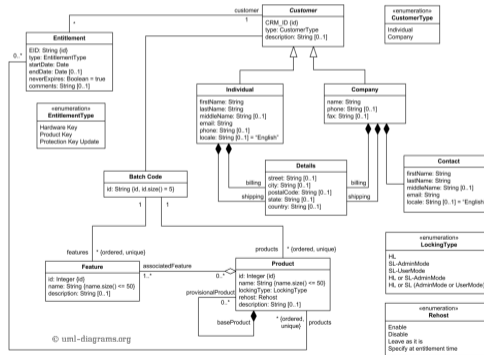 customer
Customer
CRM_ID {id}
type: CustomerType
description: String [0..1]
*
1
«enumeration»
CustomerType
Individual
Company
Entitlement
EID: String {id}
type: EntitlementType
startDate: Date
endDate: Date [0..1]
neverExpires: Boolean = true
comments: String [0..1]
0..*
«enumeration»
EntitlementType
Hardware Key
Product Key
Protection Key Update
Individual
firstName: String
lastName: String
middleName: String [0..1]
email: String
phone: String [0..1]
locale: String [0..1] = "English"
Company
name: String
phone: String [0..1]
fax: String [0..1]
Details
street: String [0..1]
city: String [0..1]
postalCode: String [0..1]
state: String [0..1]
country: String [0..1]
billing
shipping
billing
shipping
Contact
firstName: String
lastName: String
middleName: String [0..1]
email: String
locale: String [0..1] = "English
Batch Code
id: String {id, id.size() = 5}
1
1
features
* {ordered, unique}
products
* {ordered, unique}
Feature
id: Integer {id}
name: String {name.size() <= 50}
description: String [0..1]
associatedFeature
1..*
0..*
Product
id: Integer {id}
name: String {name.size() <= 50}
lockingType: LockingType
rehost: Rehost
description: String [0..1]
provisionalProduct
0..*
baseProduct
* {ordered,
unique}
products
«enumeration»
LockingType
HL
SL-AdminMode
SL-UserMode
HL or SL-AdminMode
HL or SL (AdminMode or UserMode)
«enumeration»
Rehost
Enable
Disable
Leave as it is
Specify at entitlement time
© uml-diagrams.org